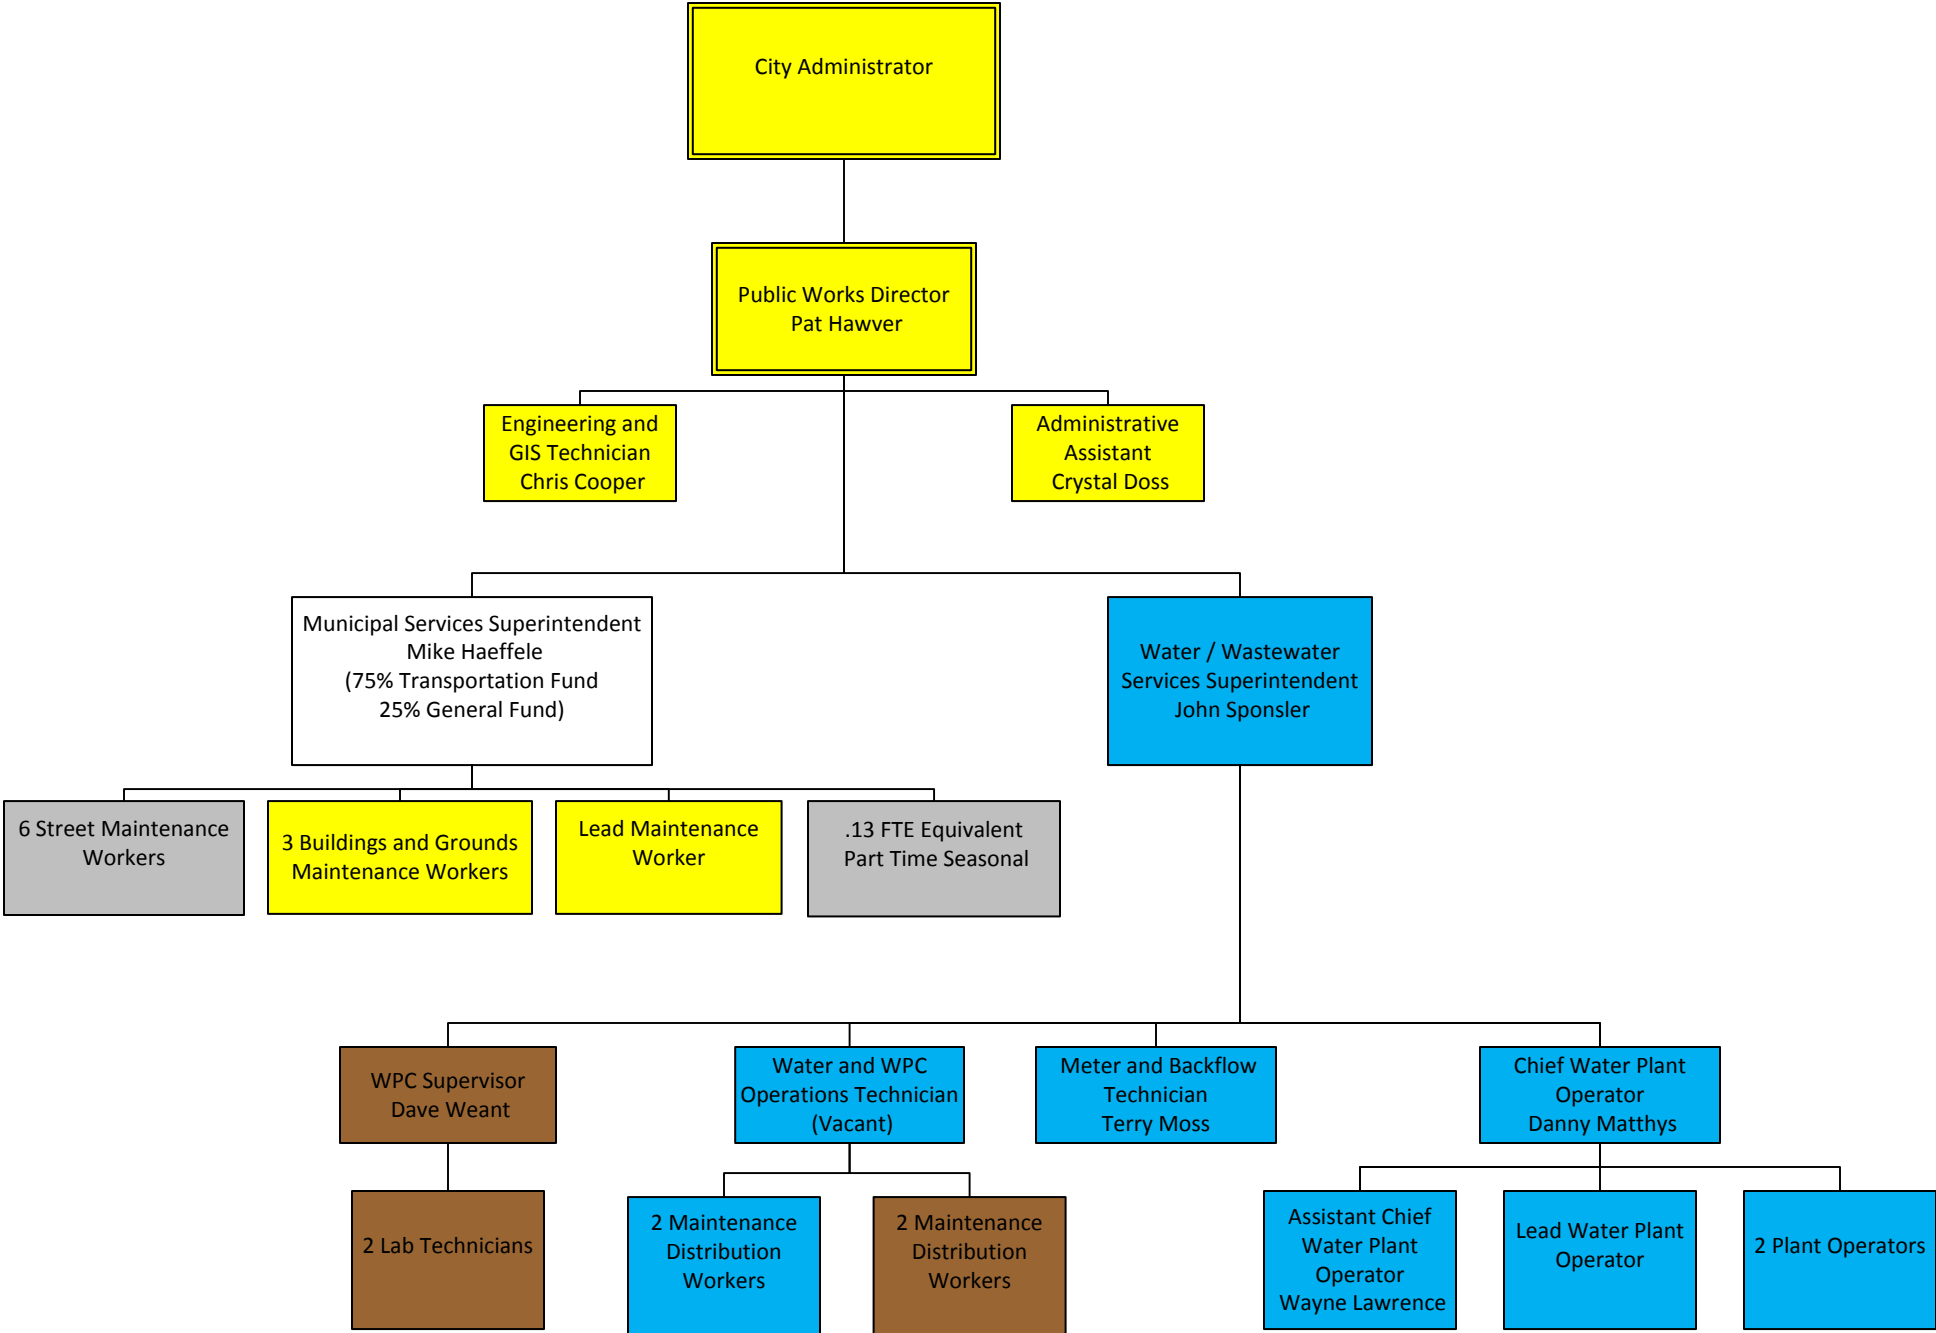 City Administrator
Public Works Director
Pat Hawver
Engineering and
GIS Technician
Chris Cooper
Administrative
Assistant
Crystal Doss
Municipal Services Superintendent
Mike Haeffele
(75% Transportation Fund
25% General Fund)
Water / Wastewater
Services Superintendent
John Sponsler
6 Street Maintenance
Workers
3 Buildings and Grounds
Maintenance Workers
Lead Maintenance
Worker
.13 FTE Equivalent
Part Time Seasonal
WPC Supervisor
Dave Weant
Water and WPC
Operations Technician
(Vacant)
Meter and Backflow
Technician
Terry Moss
Chief Water Plant
Operator
Danny Matthys
2 Lab Technicians
2 Maintenance
Distribution
Workers
2 Maintenance
Distribution
Workers
Assistant Chief
Water Plant
Operator
Wayne Lawrence
Lead Water Plant
Operator
2 Plant Operators